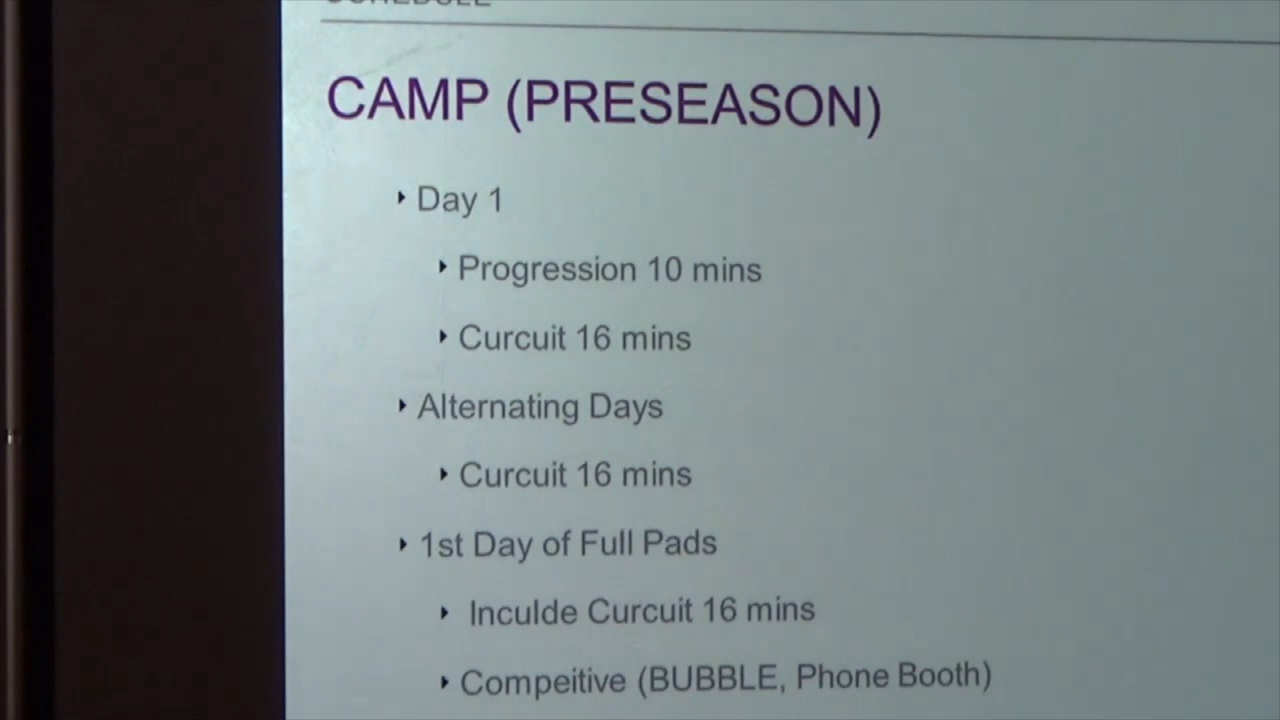 SCHEDULE
CAMP (PRESEASON)
Day 1
Progression 10 mins
Curcuit 16 mins
Alternating Days
Curcuit 16 mins
1st Day of Full Pads
Inculde Curcuit 16 mins
Compeitive (BUBBLE, Phone Booth)